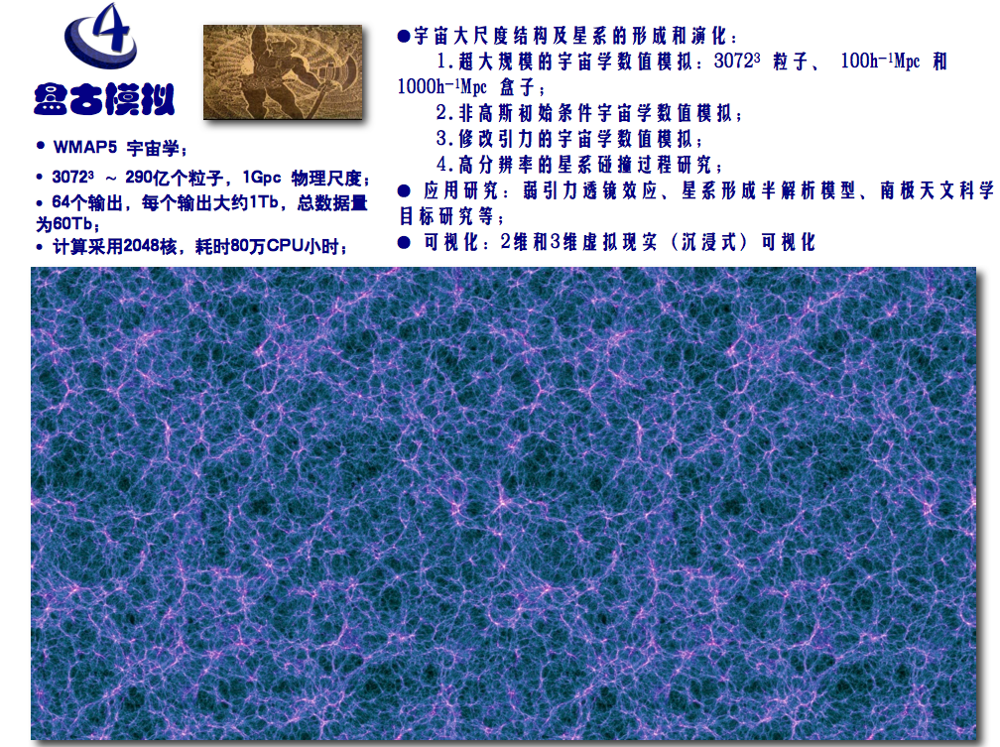 4
盘古模拟
● WMAP5 宇宙学；
• 3072³ ~ 290亿个粒子，1Gpc 物理尺度；
• 64个输出，每个输出大约1Tb，总数据量
为60Tb；
• 计算采用2048核，耗时80万CPU小时；
●宇宙大尺度结构及星系的形成和演化：
1.超大规模的宇宙学数值模拟：3072³ 粒子、 100h⁻¹Mpc 和
1000h⁻¹Mpc 盒子；
2.非高斯初始条件宇宙学数值模拟；
3.修改引力的宇宙学数值模拟；
4.高分辨率的星系碰撞过程研究；
● 应用研究：弱引力透镜效应、星系形成半解析模型、南极天文科学
目标研究等；
● 可视化：2维和3维虚拟现实（沉浸式）可视化